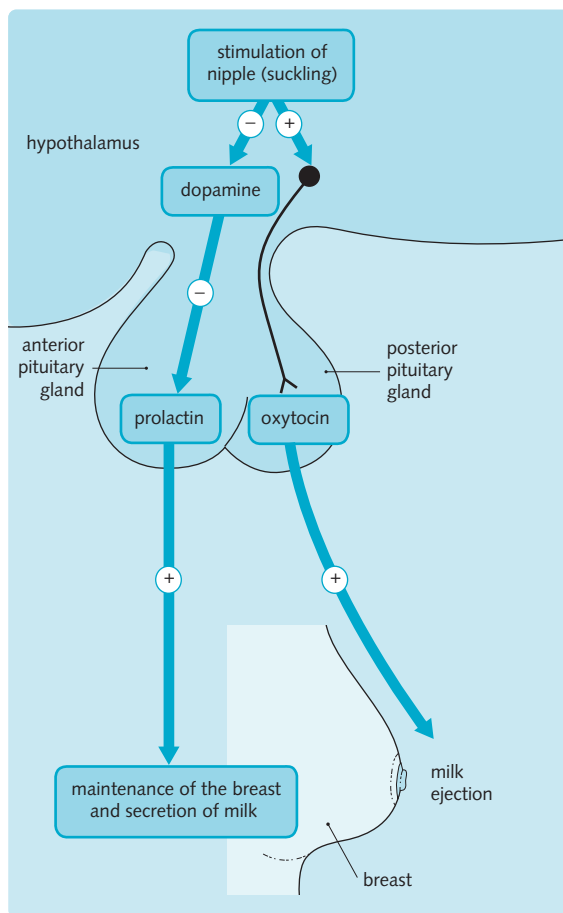 stimulation of
nipple (suckling)
−
+
hypothalamus
dopamine
−
anterior
pituitary
gland
posterior
pituitary
gland
prolactin
oxytocin
+
+
maintenance of the breast
and secretion of milk
milk
ejection
breast